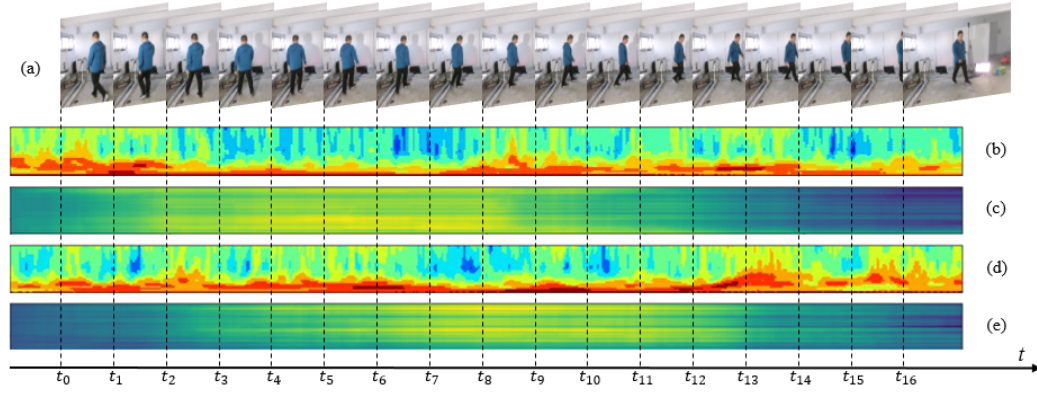 (a)
(b)
(c)
(d)
(e)
t
t₀ t₁ t₂ t₃ t₄ t₅ t₆ t₇ t₈ t₉ t₁₀ t₁₁ t₁₂ t₁₃ t₁₄ t₁₅ t₁₆